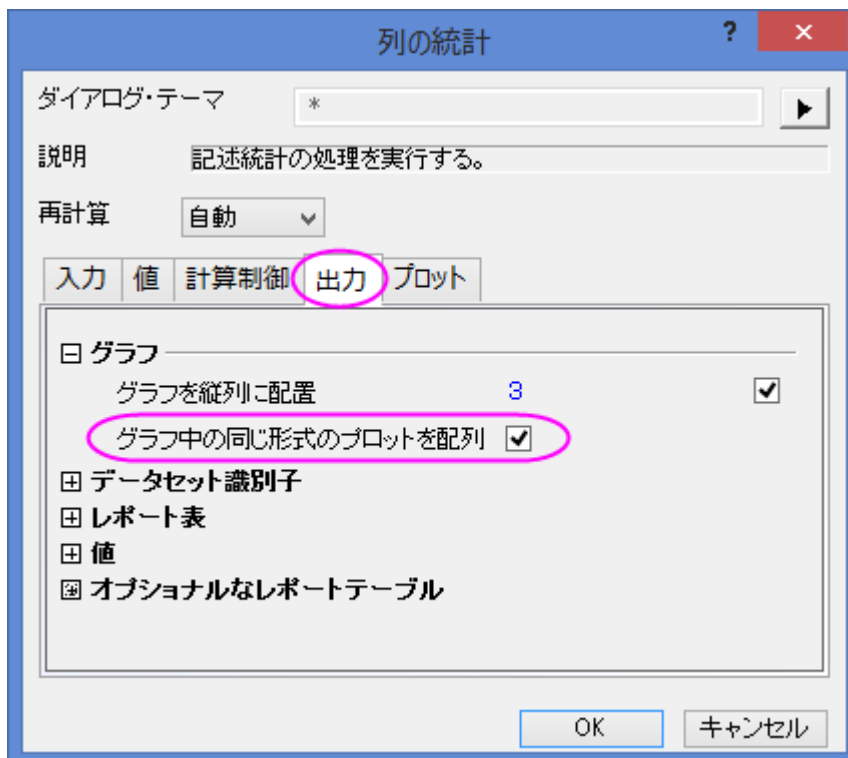 列の統計 ? ×
ダイアログ・テーマ *
説明 記述統計の処理を実行する。
再計算 自動
入力 値 計算制御 出力 プロット
グラフ
グラフを縦列に配置 3
グラフ中の同じ形式のプロットを配列
データセット識別子
レポート表
値
オプショナルなレポートテーブル
OK キャンセル